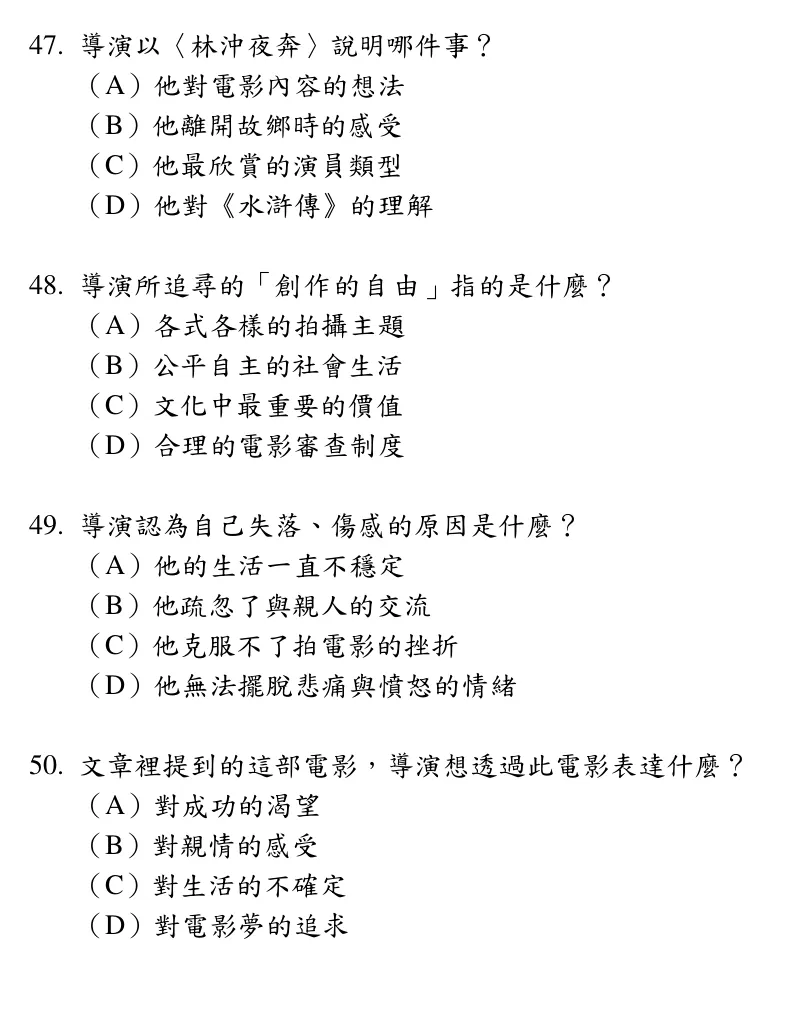 47. 導演以〈林沖夜奔〉說明哪件事？
（A）他對電影內容的想法
（B）他離開故鄉時的感受
（C）他最欣賞的演員類型
（D）他對《水滸傳》的理解
48. 導演所追尋的「創作的自由」指的是什麼？
（A）各式各樣的拍攝主題
（B）公平自主的社會生活
（C）文化中最重要的價值
（D）合理的電影審查制度
49. 導演認為自己失落、傷感的原因是什麼？
（A）他的生活一直不穩定
（B）他疏忽了與親人的交流
（C）他克服不了拍電影的挫折
（D）他無法擺脫悲痛與憤怒的情緒
50. 文章裡提到的這部電影，導演想透過此電影表達什麼？
（A）對成功的渴望
（B）對親情的感受
（C）對生活的不確定
（D）對電影夢的追求